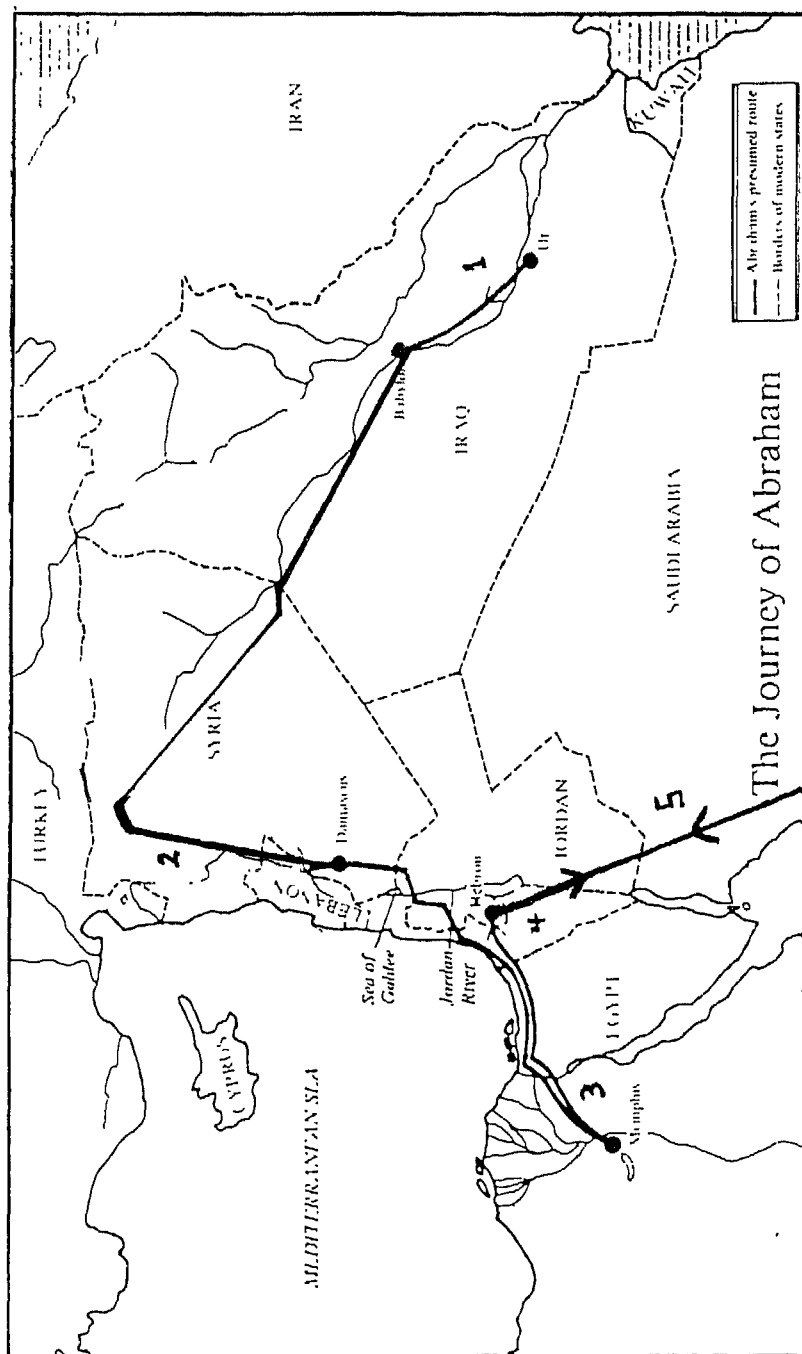 TURKEY
IRAN
SYRIA
CYPRUS
LEBANON
Damascus
MEDITERRANEAN SEA
Sea of
Galilee
Jordan
River
IRAQ
Babylon
Ur
KUWAIT
Hebron
JORDAN
EGYPT
Memphis
SAUDI ARABIA
1
2
3
4
5
The Journey of Abraham
Abraham's presumed route
Borders of modern states